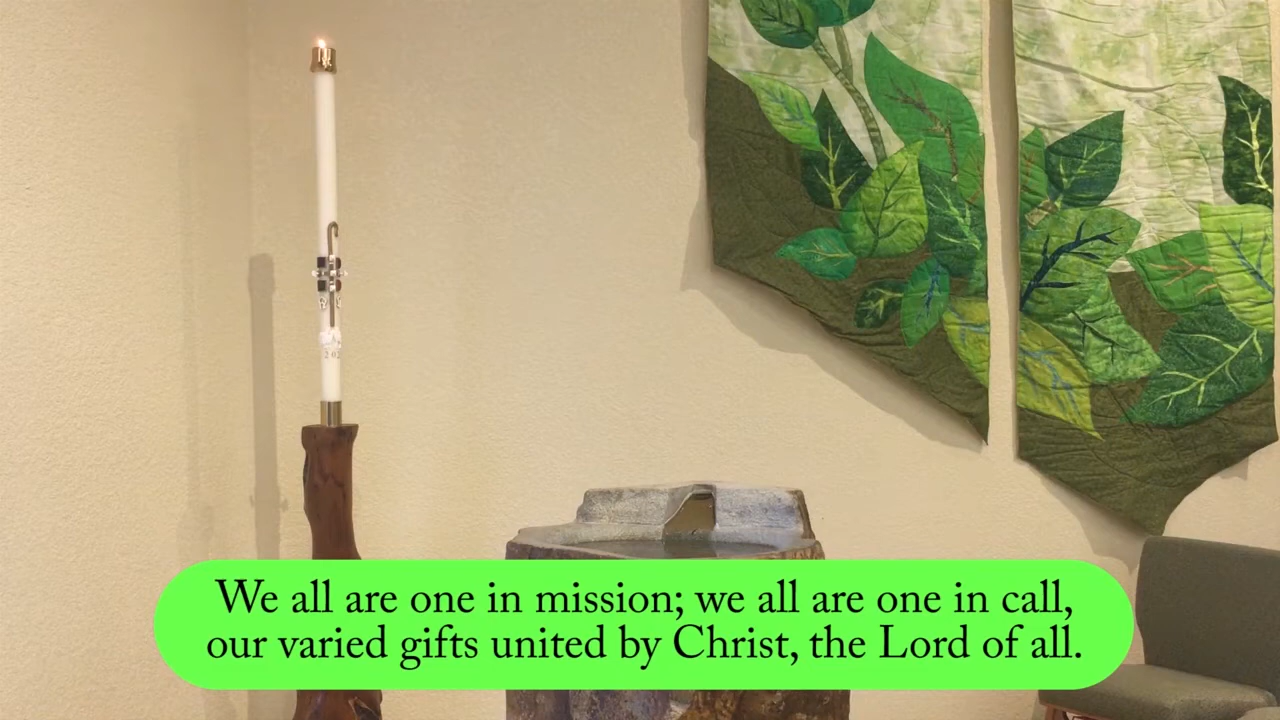 We all are one in mission; we all are one in call,
our varied gifts united by Christ, the Lord of all.